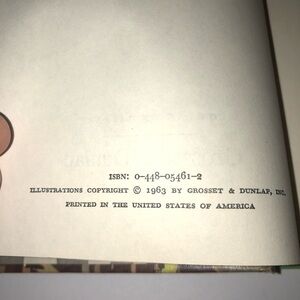 ISBN: 0-448-05461-2
ILLUSTRATIONS COPYRIGHT © 1963 BY GROSSET & DUNLAP, INC.
PRINTED IN THE UNITED STATES OF AMERICA